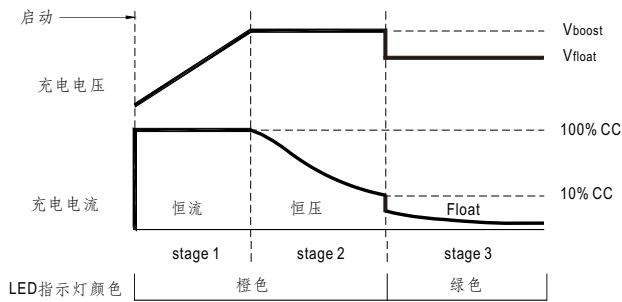 启动
Vboost
Vfloat
充电电压
100% CC
10% CC
充电电流
恒流
恒压
Float
stage 1
stage 2
stage 3
LED指示灯颜色
橙色
绿色